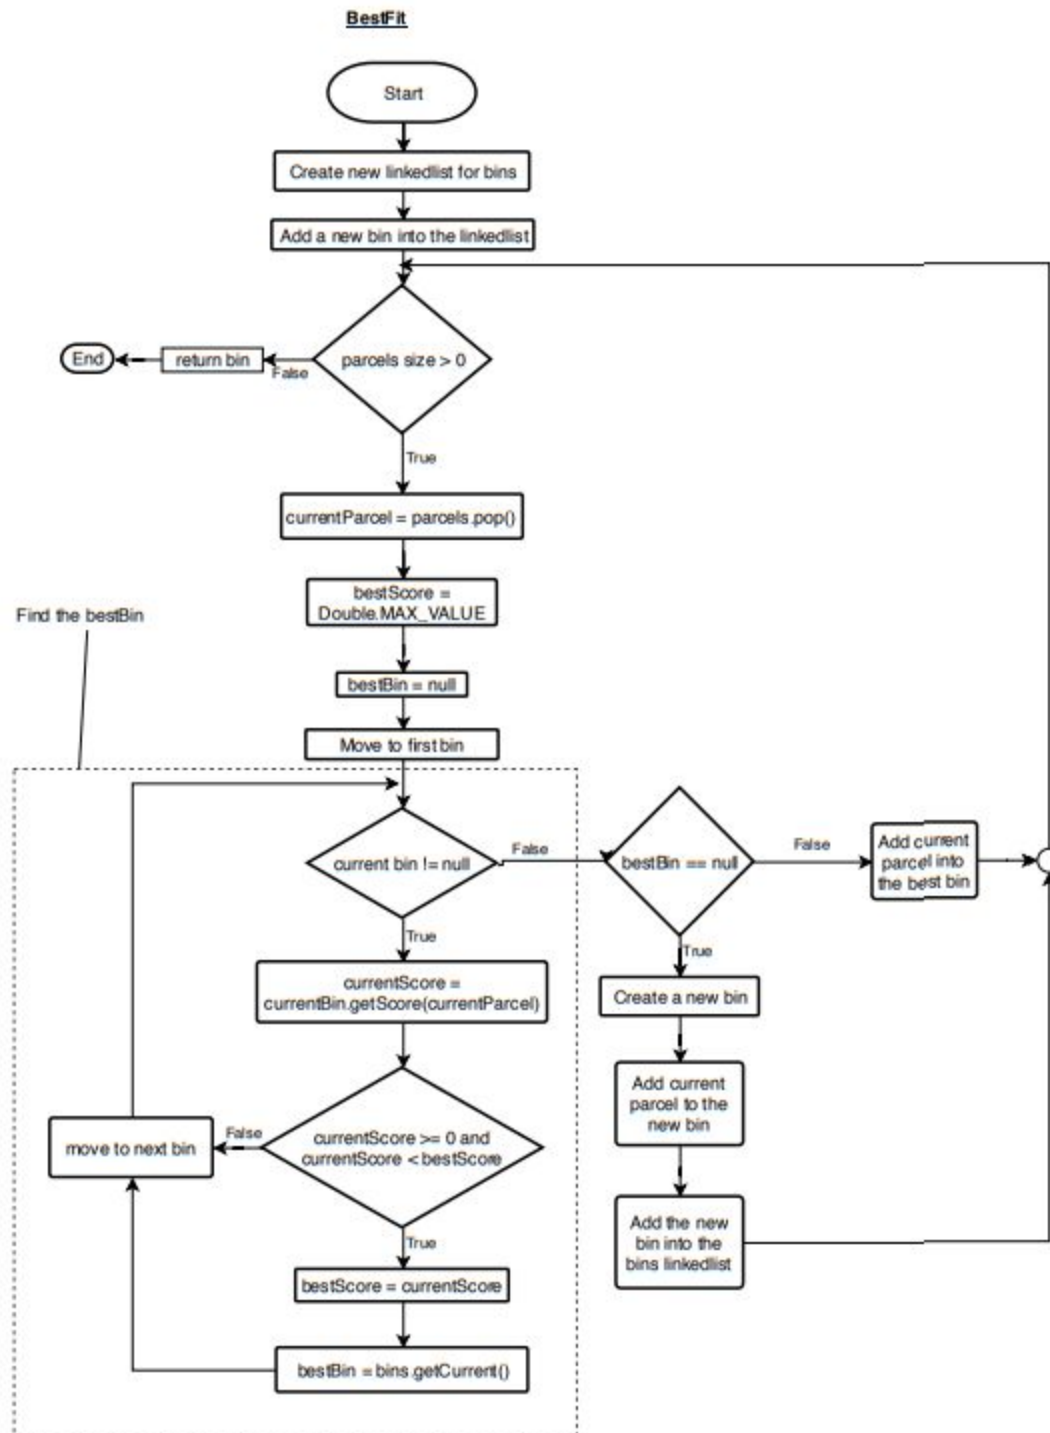 BestFit
Start
Create new linkedlist for bins
Add a new bin into the linkedlist
parcels size > 0
False
return bin
End
True
currentParcel = parcels.pop()
bestScore =
Double.MAX_VALUE
bestBin = null
Move to first bin
Find the bestBin
current bin != null
False
bestBin == null
False
Add current
parcel into
the best bin
True
currentScore =
currentBin.getScore(currentParcel)
True
Create a new bin
Add current
parcel to the
new bin
Add the new
bin into the
bins linkedlist
currentScore >= 0 and
currentScore < bestScore
False
move to next bin
True
bestScore = currentScore
bestBin = bins.getCurrent()